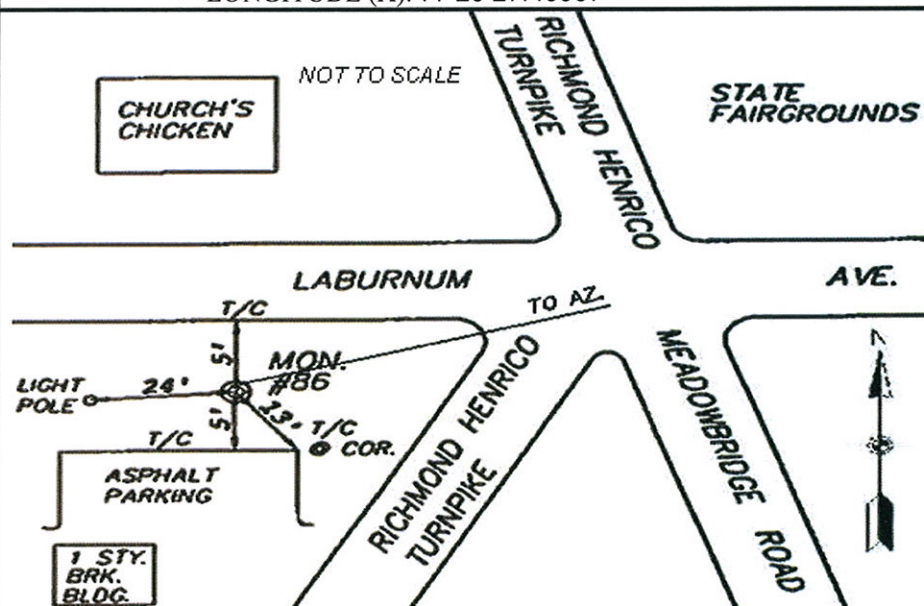 NOT TO SCALE
CHURCH'S
CHICKEN
RICHMOND HENRICO
TURNPIKE
STATE
FAIRGROUNDS
LABURNUM
AVE.
TO AZ.
T/C
5'
MON.
#86
LIGHT
POLE
24'
5'
13'
T/C
COR.
T/C
ASPHALT
PARKING
RICHMOND HENRICO
TURNPIKE
MEADOWBRIDGE ROAD
N
1 STY.
BRK.
BLDG.